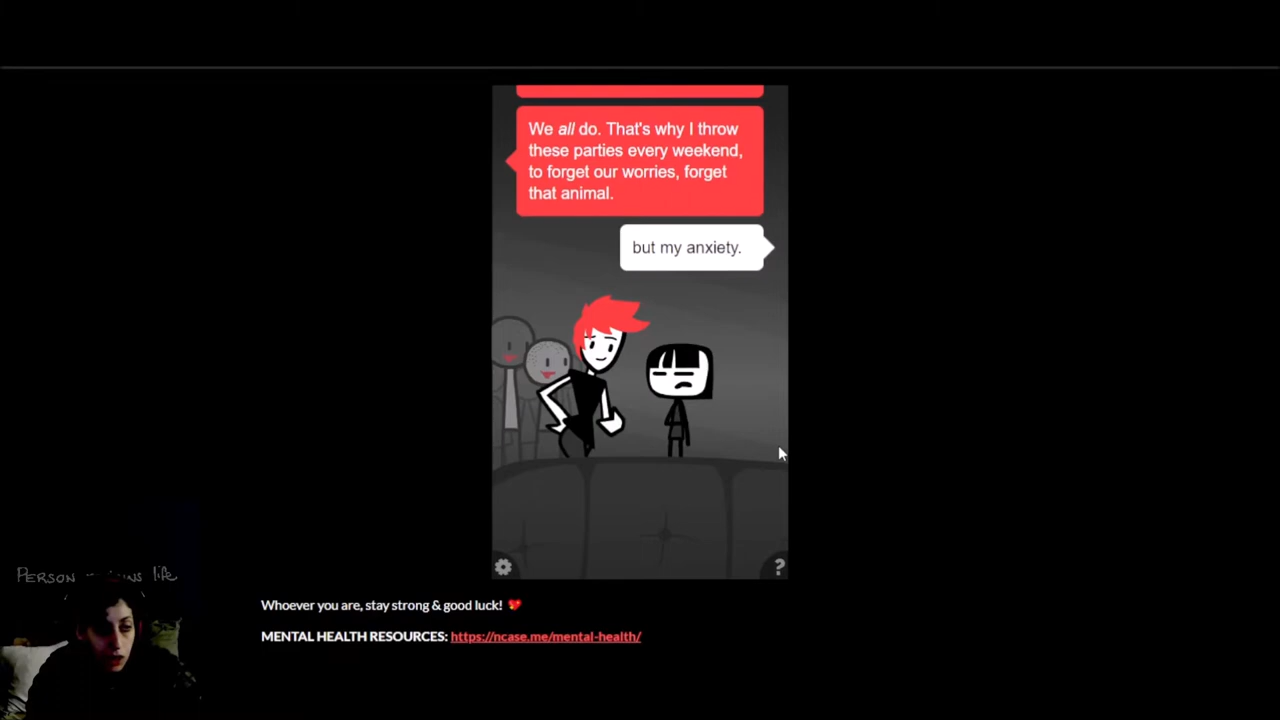 We all do. That's why I throw
these parties every weekend,
to forget our worries, forget
that animal.
but my anxiety.
?
PERSON life
Whoever you are, stay strong & good luck!
MENTAL HEALTH RESOURCES: https://ncase.me/mental-health/